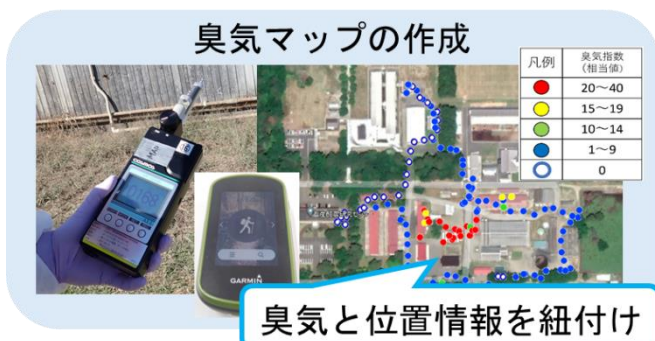 臭気マップの作成
凡例 臭気指数
(相当値)
20～40
15～19
10～14
1～9
0
GARMIN
臭気と位置情報を紐付け